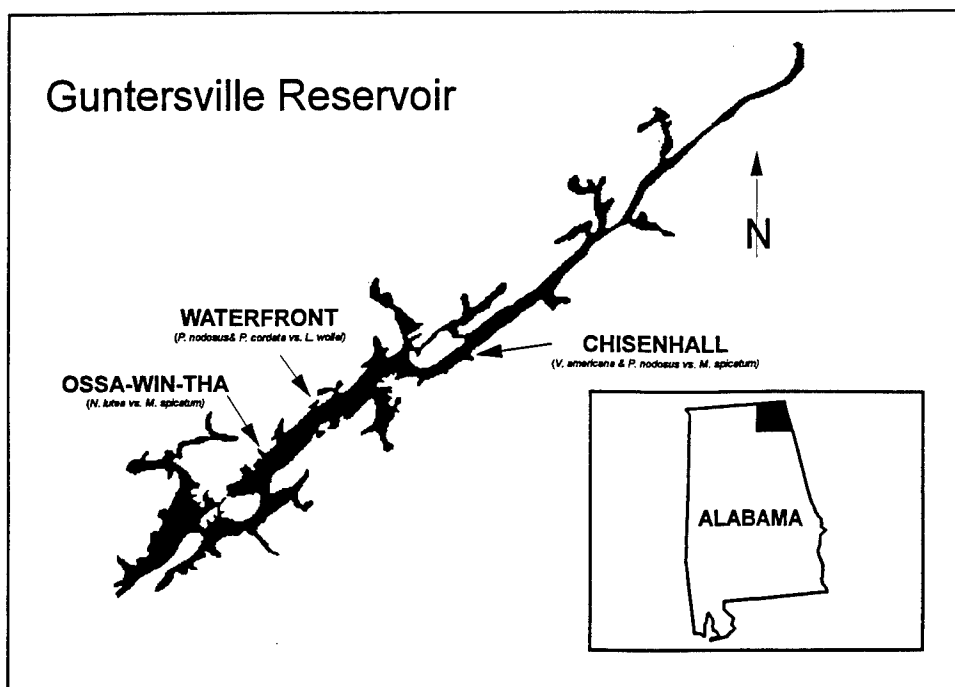 Guntersville Reservoir
N
WATERFRONT
(P. nodosus& P. cordata vs. L. wollei)
CHISENHALL
(V. americana & P. nodosus vs. M. spicatum)
OSSA-WIN-THA
(N. lutea vs. M. spicatum)
ALABAMA